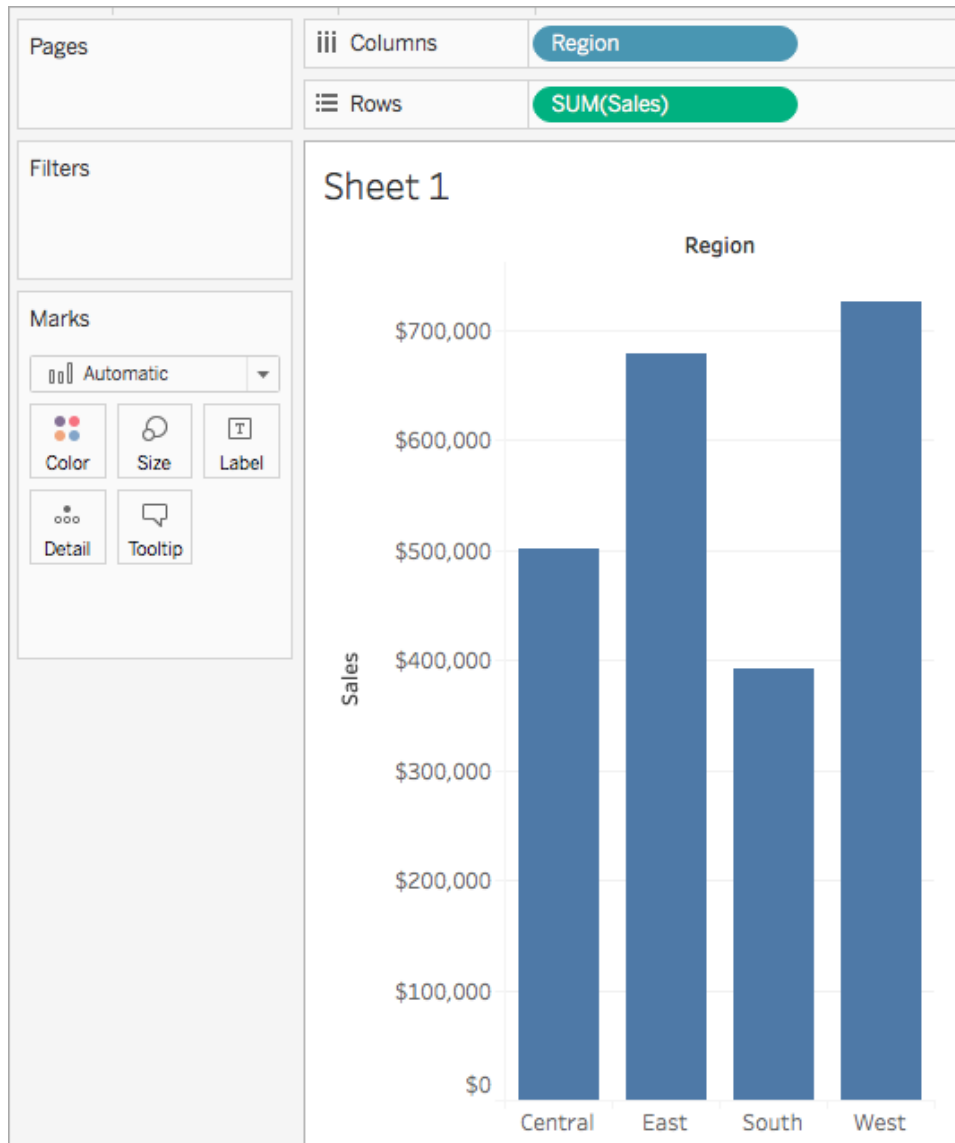 Pages
Columns
Region
Rows
SUM(Sales)
Filters
Sheet 1
Marks
Automatic
Color
Size
Label
Detail
Tooltip
Region
Sales
$700,000
$600,000
$500,000
$400,000
$300,000
$200,000
$100,000
$0
Central East South West